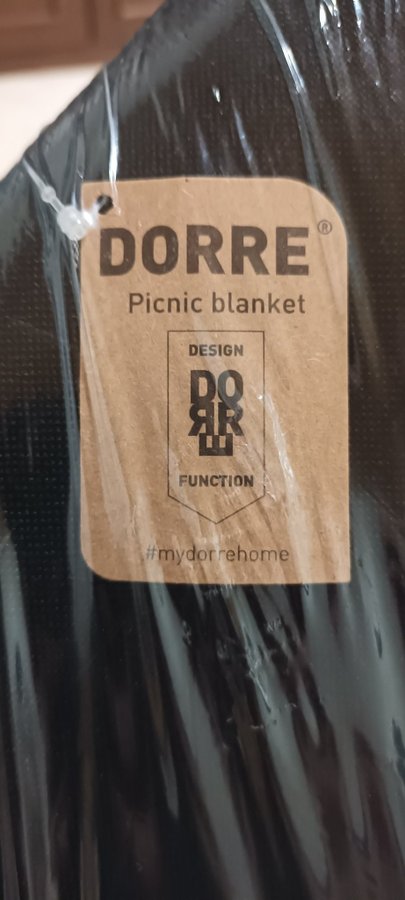 DORRE®
Picnic blanket
DESIGN
DO
RR
E
FUNCTION
#mydorrehome